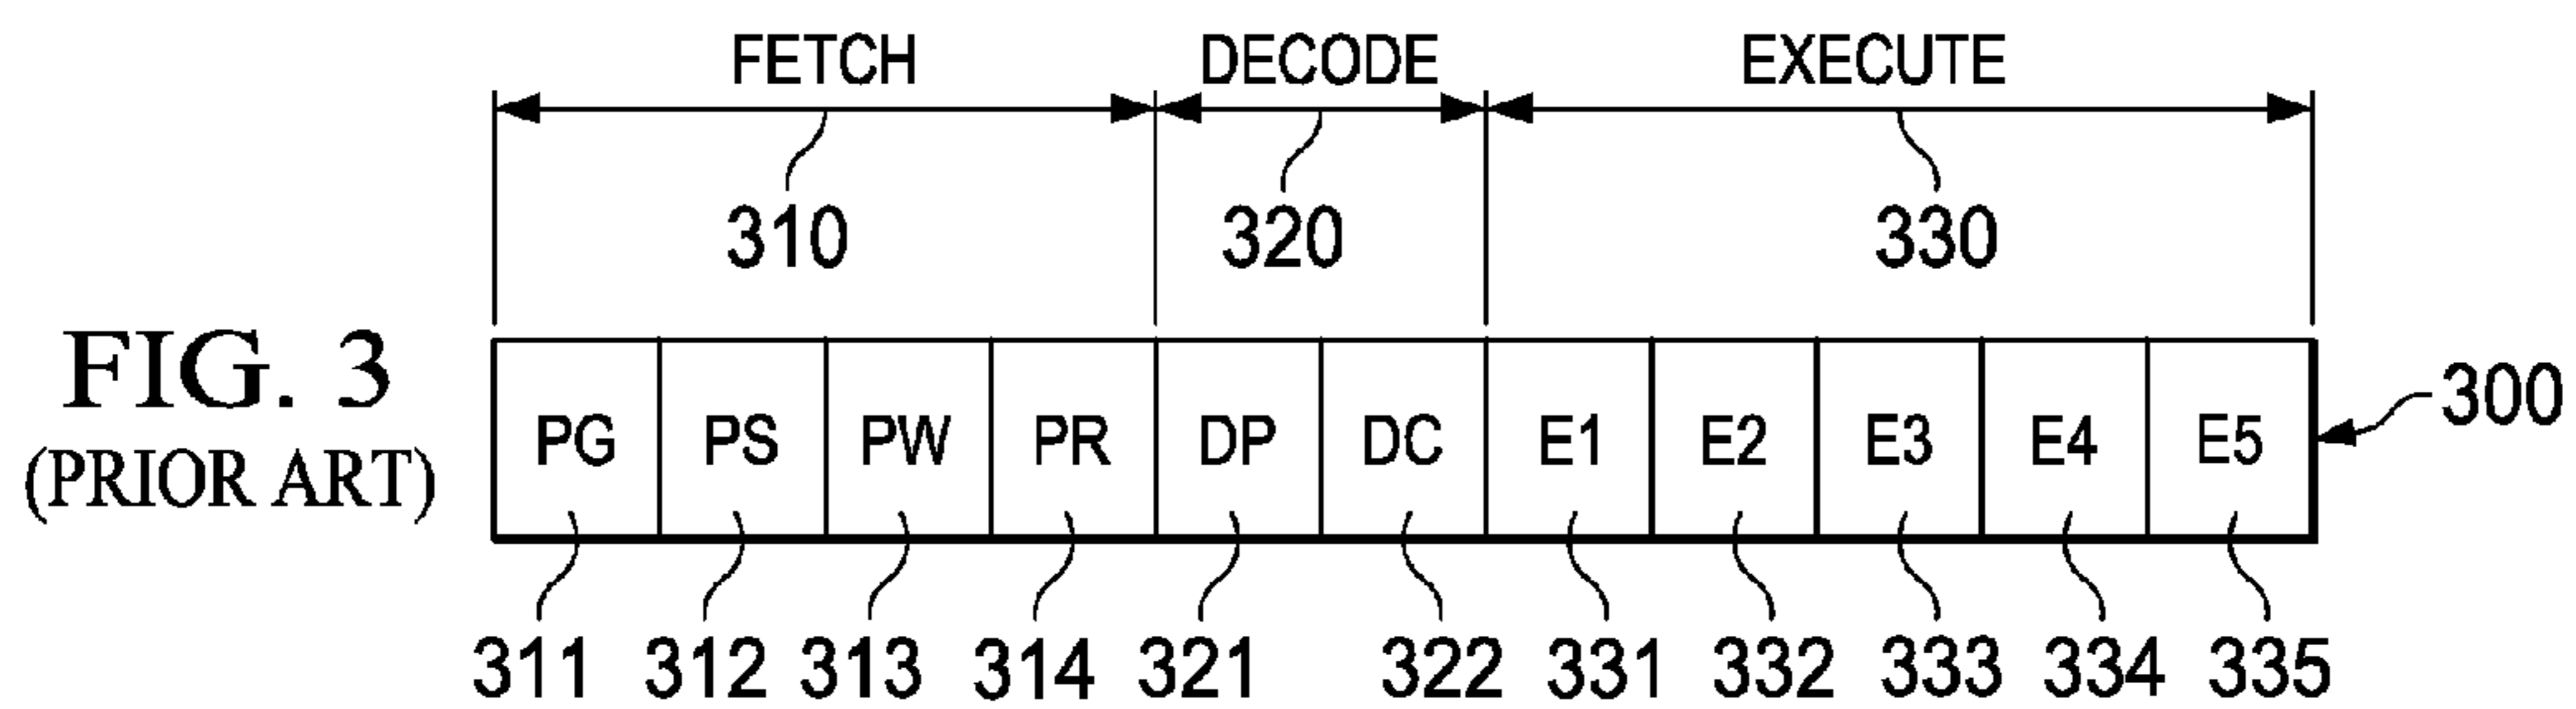 FETCH DECODE EXECUTE
310 320 330
FIG. 3
(PRIOR ART)
PG PS PW PR DP DC E1 E2 E3 E4 E5
300
311 312 313 314 321 322 331 332 333 334 335